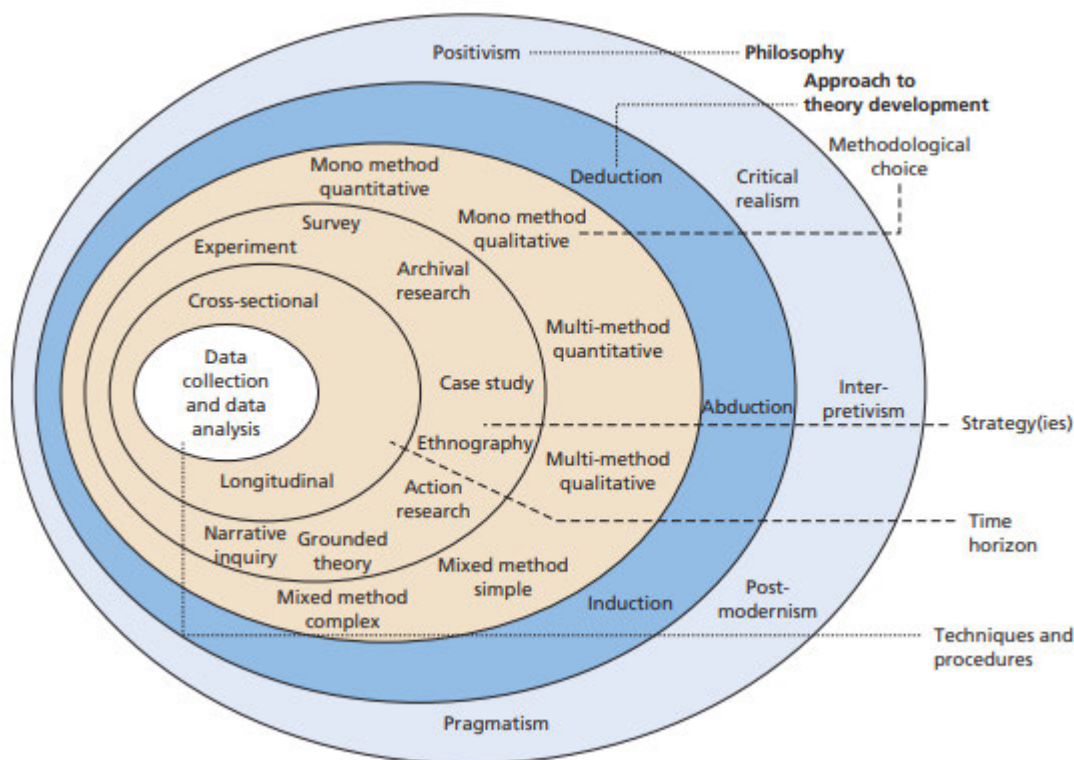 Positivism
Philosophy
Approach to
theory development
Methodological
choice
Mono method
quantitative
Deduction
Critical
realism
Mono method
qualitative
Survey
Experiment
Archival
research
Cross-sectional
Multi-method
quantitative
Data
collection
and data
analysis
Case study
Abduction
Inter-
pretivism
Strategy(ies)
Ethnography
Multi-method
qualitative
Longitudinal
Action
research
Time
horizon
Narrative
inquiry
Grounded
theory
Mixed method
simple
Mixed method
complex
Induction
Post-
modernism
Techniques and
procedures
Pragmatism